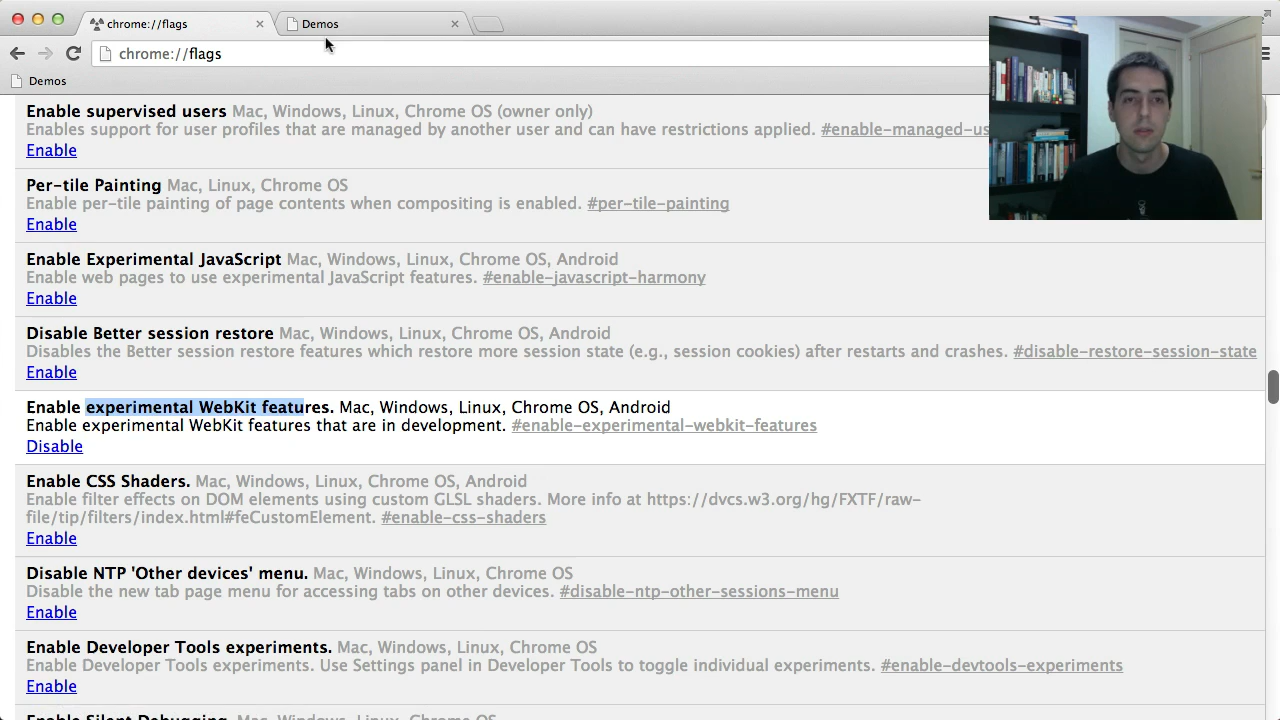 chrome://flags
Demos
chrome://flags
Demos
Enable supervised users Mac, Windows, Linux, Chrome OS (owner only)
Enables support for user profiles that are managed by another user and can have restrictions applied. #enable-managed-us
Enable
Per-tile Painting Mac, Linux, Chrome OS
Enable per-tile painting of page contents when compositing is enabled. #per-tile-painting
Enable
Enable Experimental JavaScript Mac, Windows, Linux, Chrome OS, Android
Enable web pages to use experimental JavaScript features. #enable-javascript-harmony
Enable
Disable Better session restore Mac, Windows, Linux, Chrome OS, Android
Disables the Better session restore features which restore more session state (e.g., session cookies) after restarts and crashes. #disable-restore-session-state
Enable
Enable experimental WebKit features. Mac, Windows, Linux, Chrome OS, Android
Enable experimental WebKit features that are in development. #enable-experimental-webkit-features
Disable
Enable CSS Shaders. Mac, Windows, Linux, Chrome OS, Android
Enable filter effects on DOM elements using custom GLSL shaders. More info at https://dvcs.w3.org/hg/FXTF/raw-
file/tip/filters/index.html#feCustomElement. #enable-css-shaders
Enable
Disable NTP 'Other devices' menu. Mac, Windows, Linux, Chrome OS
Disable the new tab page menu for accessing tabs on other devices. #disable-ntp-other-sessions-menu
Enable
Enable Developer Tools experiments. Mac, Windows, Linux, Chrome OS
Enable Developer Tools experiments. Use Settings panel in Developer Tools to toggle individual experiments. #enable-devtools-experiments
Enable
Enable Silent Debugging. Mac, Windows, Linux, Chrome OS